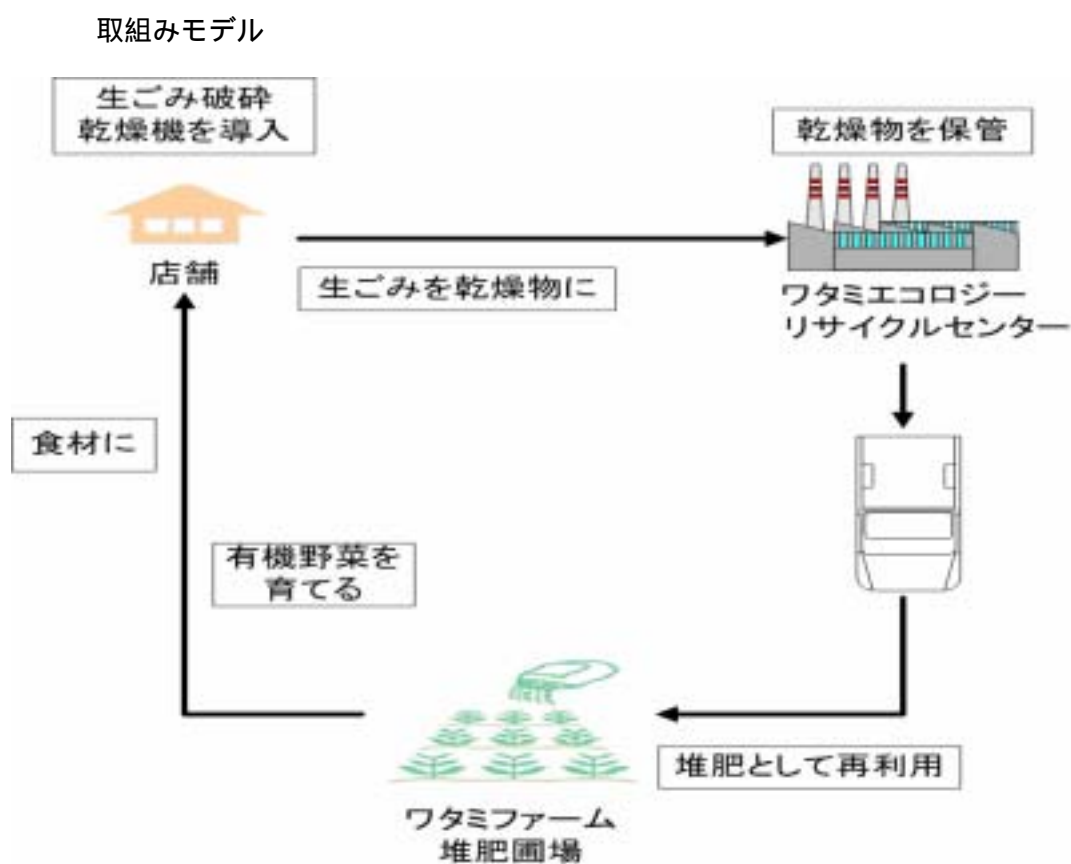 取組みモデル
生ごみ破砕
乾燥機を導入
乾燥物を保管
店舗
生ごみを乾燥物に
ワタミエコロジー
リサイクルセンター
食材に
有機野菜を
育てる
堆肥として再利用
ワタミファーム
堆肥圃場